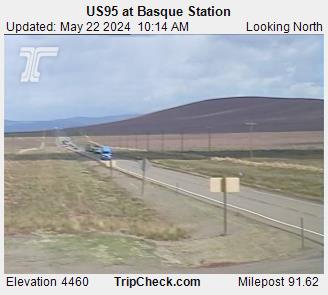 US95 at Basque Station
Updated: May 22 2024 10:14 AM Looking North
Elevation 4460 TripCheck.com Milepost 91.62